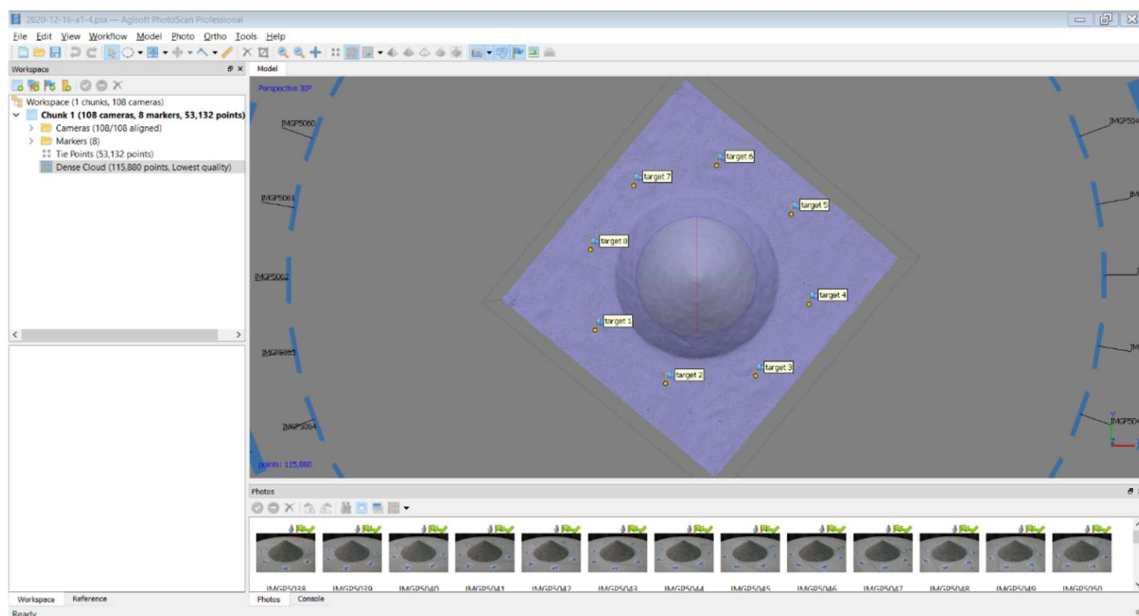 2020-12-16-a1-4.psx — Agisoft PhotoScan Professional
File Edit View Workflow Model Photo Ortho Tools Help
Workspace
Model
Workspace (1 chunks, 108 cameras)
Chunk 1 (108 cameras, 8 markers, 53,132 points)
Cameras (108/108 aligned)
Markers (8)
Tie Points (53,132 points)
Dense Cloud (115,880 points, Lowest quality)
Perspective 30°
IMGP5060
IMGP5061
IMGP5062
IMGP5064
target 6
target 7
target 5
target 8
target 4
target 1
target 3
target 2
points: 115,880
Photos
IMGP5038 IMGP5039 IMGP5040 IMGP5041 IMGP5042 IMGP5043 IMGP5044 IMGP5045 IMGP5046 IMGP5047 IMGP5048 IMGP5049 IMGP5050
Workspace Reference
Photos Console
Ready